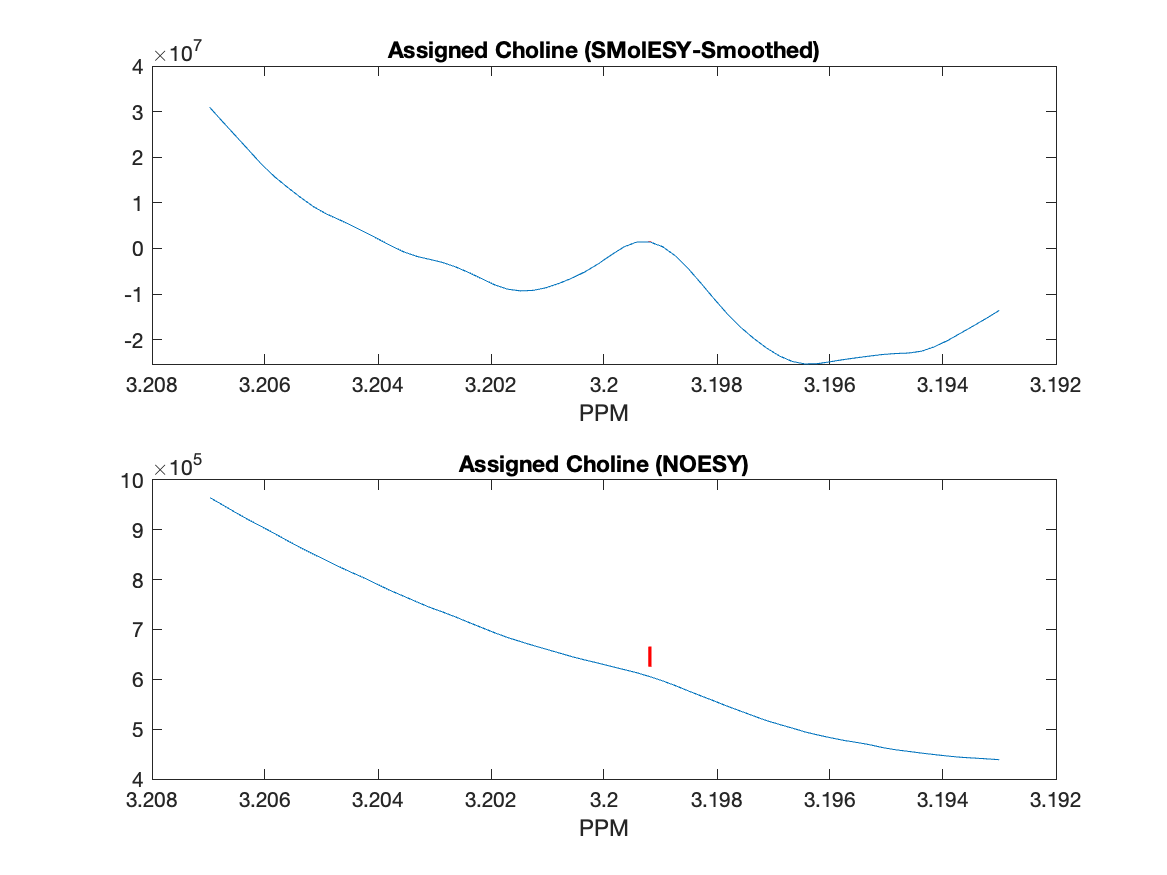 Assigned Choline (SMolESY-Smoothed)
×10⁷
4
3
2
1
0
-1
-2
3.208 3.206 3.204 3.202 3.2 3.198 3.196 3.194 3.192
PPM
Assigned Choline (NOESY)
×10⁵
10
9
8
7
6
5
4
3.208 3.206 3.204 3.202 3.2 3.198 3.196 3.194 3.192
PPM